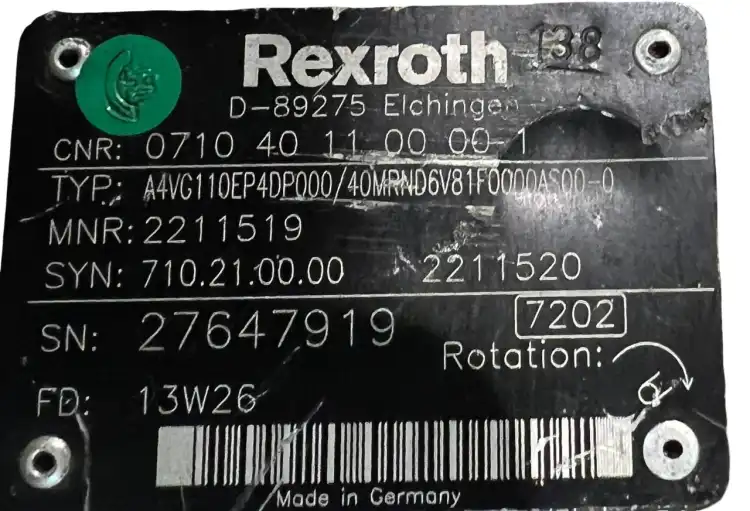 Rexroth 138
D-89275 Elchingen
CNR: 0710 40 11 00 00-1
TYP: A4VG110EP4DP000/40MRND6V81F0000AS00-0
MNR: 2211519
SYN: 710.21.00.00 2211520
SN: 27647919 7202
Rotation:
FD: 13W26
Made in Germany